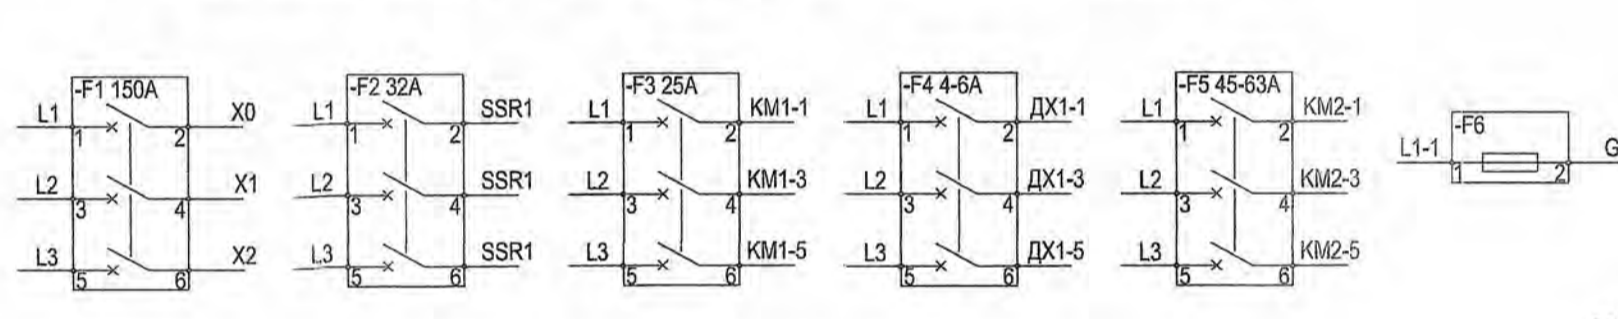 -F1 150A
L1 1 2 X0
L2 3 4 X1
L3 5 6 X2
-F2 32A
L1 1 2 SSR1
L2 3 4 SSR1
L3 5 6 SSR1
-F3 25A
L1 1 2 KM1-1
L2 3 4 KM1-3
L3 5 6 KM1-5
-F4 4-6A
L1 1 2 ДХ1-1
L2 3 4 ДХ1-3
L3 5 6 ДХ1-5
-F5 45-63A
L1 1 2 KM2-1
L2 3 4 KM2-3
L3 5 6 KM2-5
-F6
L1-1 1 2 G